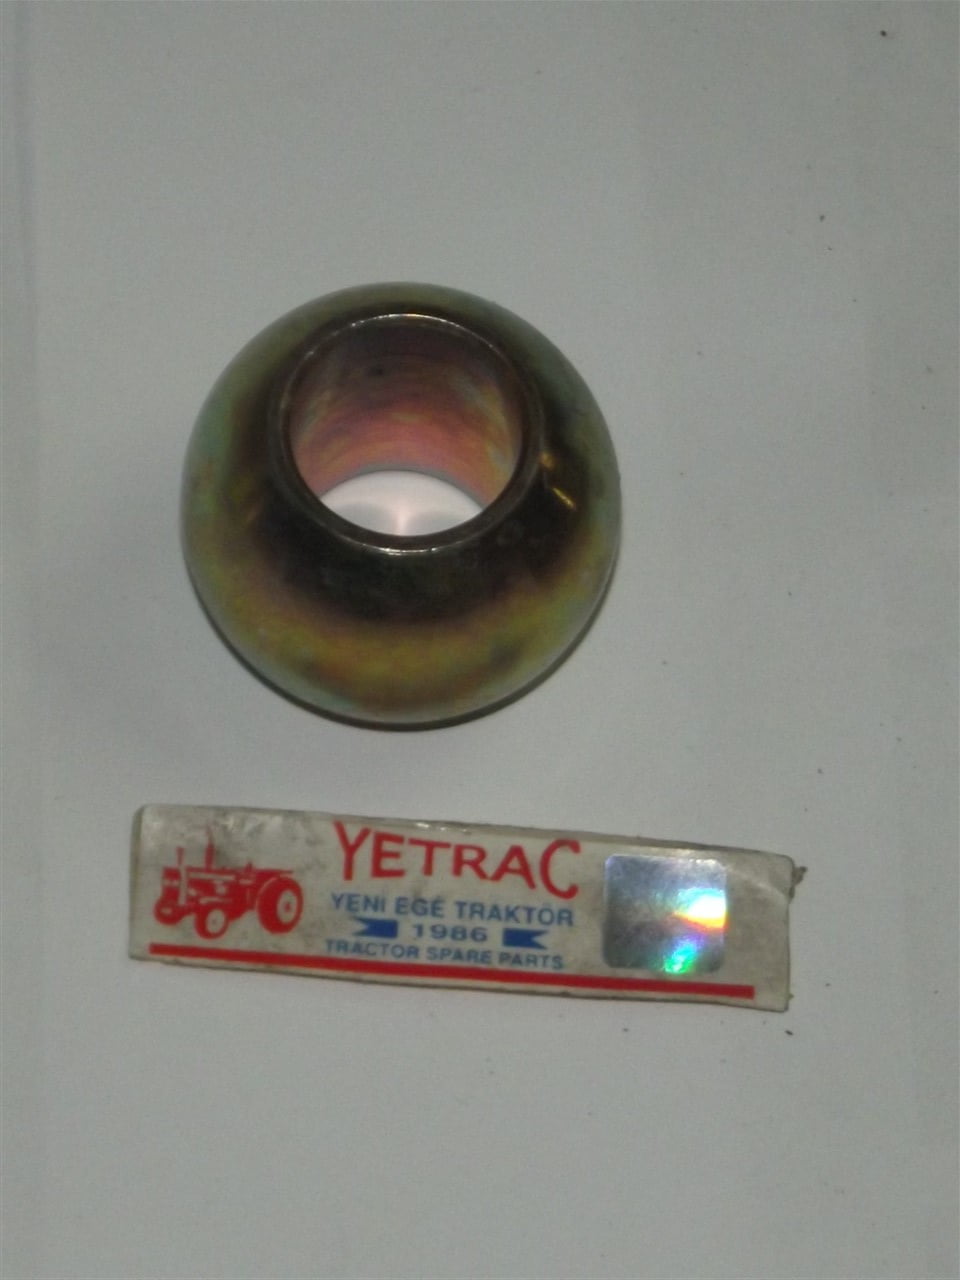 YETRAC
YENİ EGE TRAKTÖR
1986
TRACTOR SPARE PARTS